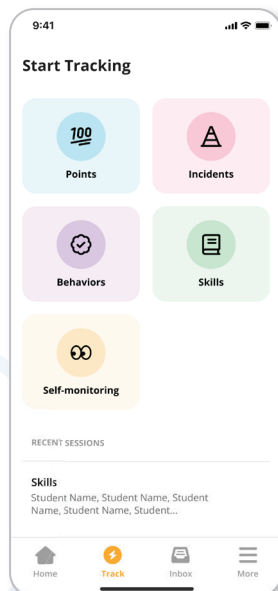 9:41
Start Tracking
100
Points
Incidents
Behaviors
Skills
Self-monitoring
RECENT SESSIONS
Skills
Student Name, Student Name, Student
Name, Student Name, Student...
Home
Track
Inbox
More